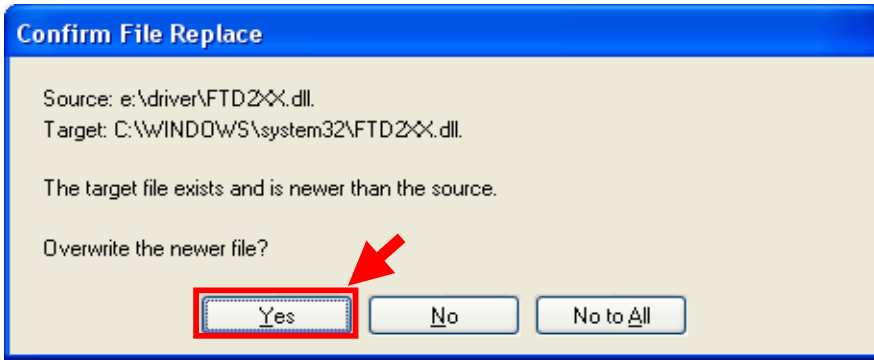 Confirm File Replace
Source: e:\driver\FTD2XX.dll.
Target: C:\WINDOWS\system32\FTD2XX.dll.
The target file exists and is newer than the source.
Overwrite the newer file?
Yes No No to All